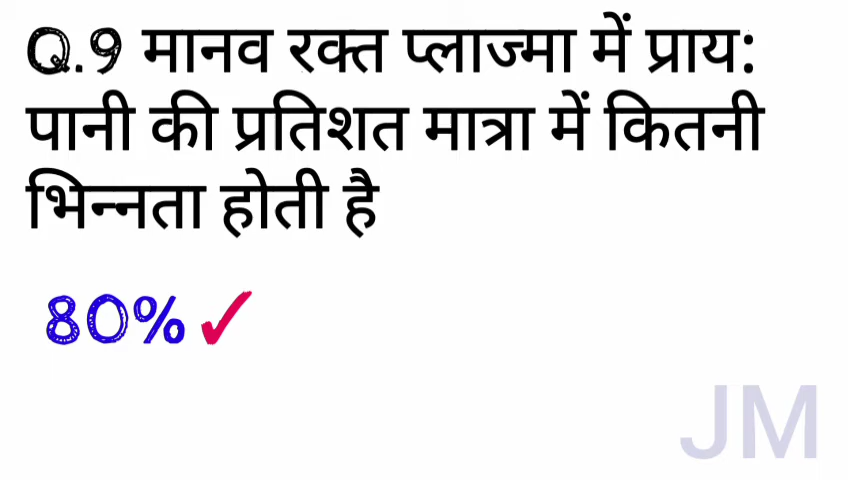 Q.9 मानव रक्त प्लाज्मा में प्राय:
पानी की प्रतिशत मात्रा में कितनी
भिन्नता होती है
80%✓
JM